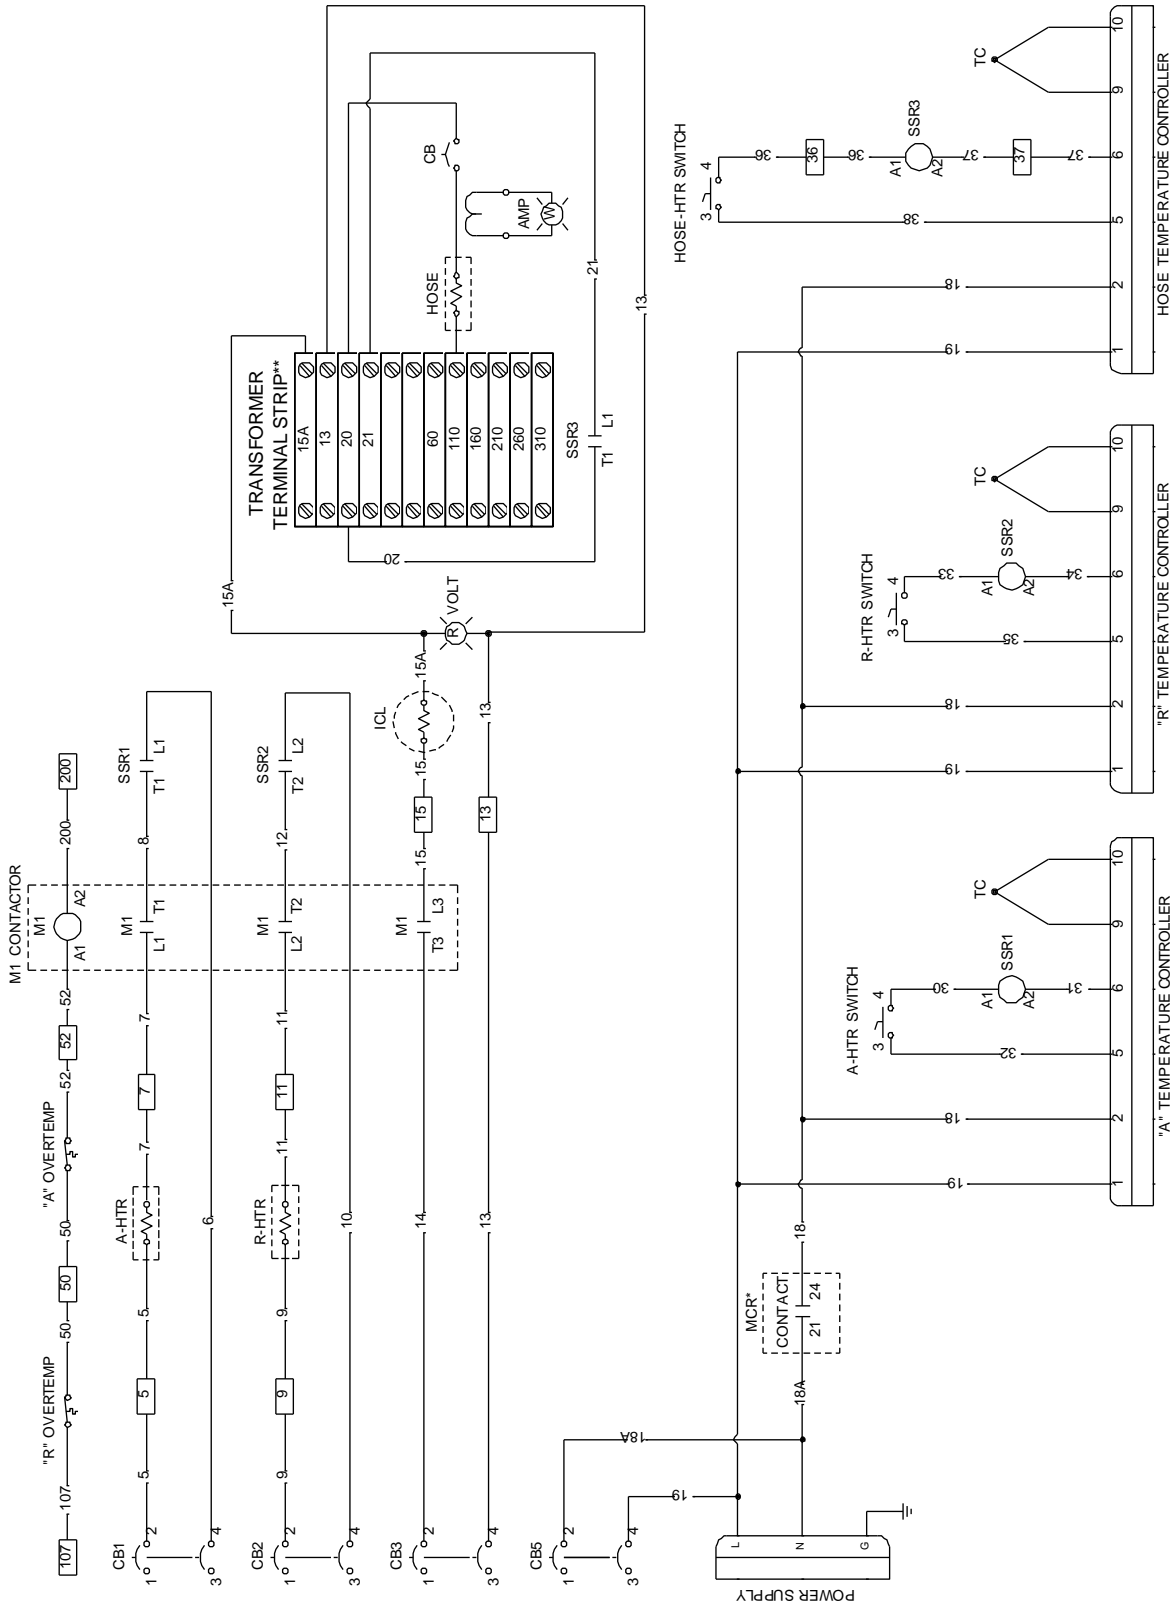 TRANSFORMER
TERMINAL STRIP**
15A
13
20
21
60
110
160
210
260
310
15A
20
21
13
CB
AMP
W
HOSE
SSR3
T1
L1
VOLT
R
15A
ICL
15
15
15
13
13
13
M1 CONTACTOR
107
107
"R" OVERTEMP
50
50
50
"A" OVERTEMP
52
52
52
M1
A1
A2
200
200
CB1
1
2
3
4
5
5
5
A-HTR
7
7
7
M1
L1
T1
8
SSR1
T1
L1
6
CB2
1
2
3
4
9
9
9
R-HTR
11
11
11
M1
L2
T2
12
SSR2
T2
L2
10
CB3
1
2
3
4
14
M1
T3
L3
13
CB5
1
2
3
4
18A
19
POWER SUPPLY
L
N
G
18A
MCR*
CONTACT
21
24
18
A-HTR SWITCH
3
4
32
30
A1
A2
SSR1
31
TC
19
18
1
2
5
6
9
10
"A" TEMPERATURE CONTROLLER
R-HTR SWITCH
3
4
35
33
A1
A2
SSR2
34
TC
19
18
1
2
5
6
9
10
"R" TEMPERATURE CONTROLLER
HOSE-HTR SWITCH
3
4
38
36
36
36
A1
A2
SSR3
37
37
37
TC
19
18
1
2
5
6
9
10
HOSE TEMPERATURE CONTROLLER